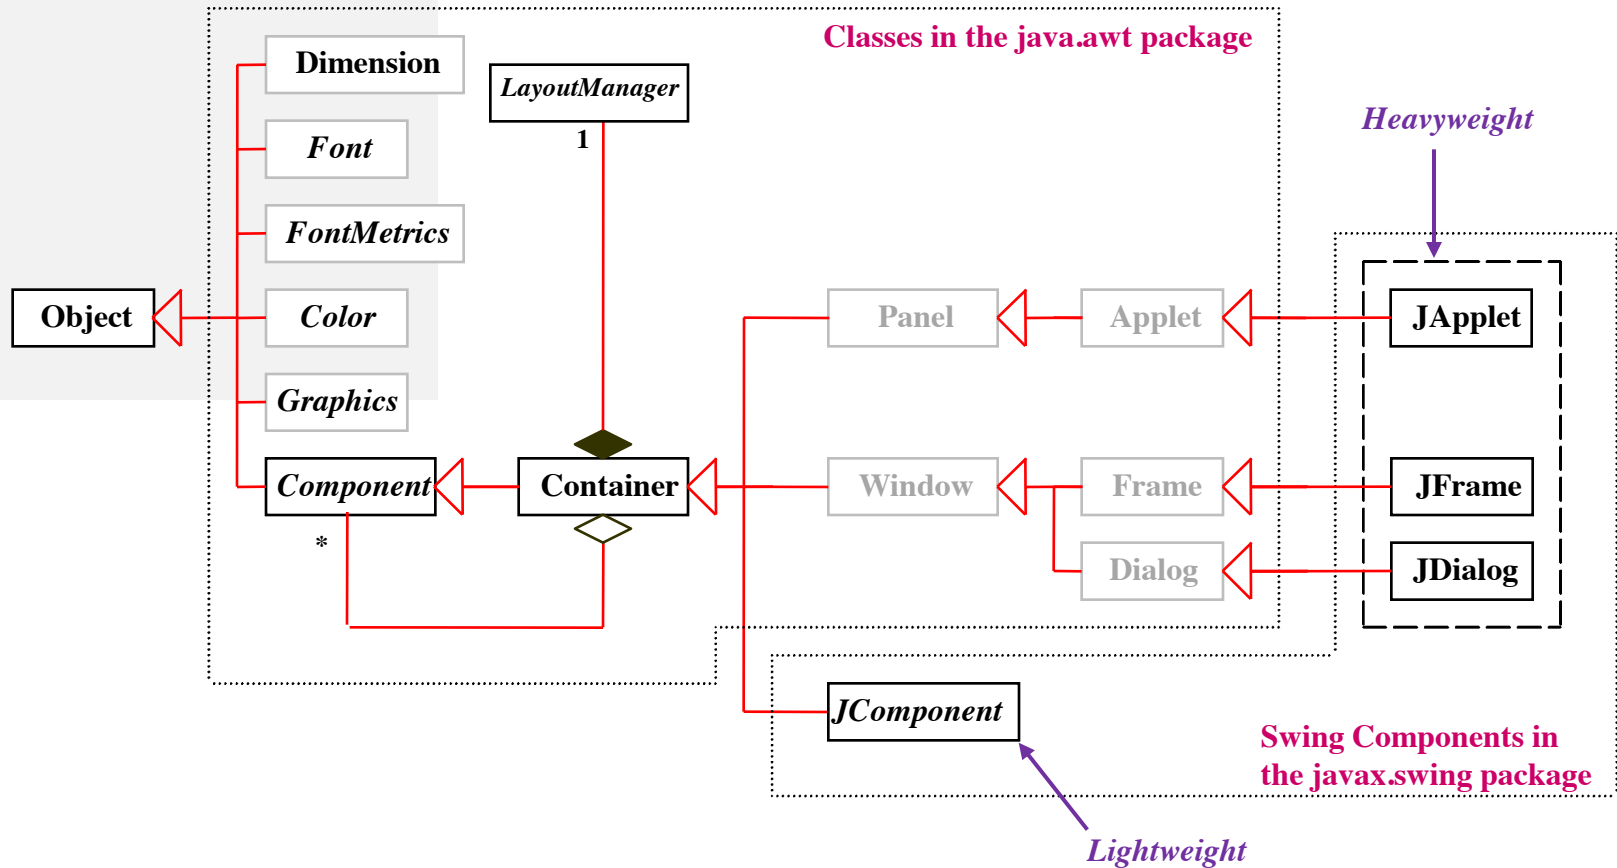 Classes in the java.awt package
Dimension
LayoutManager
1
Heavyweight
Font
FontMetrics
Object
Color
Panel
Applet
JApplet
Graphics
Component
Container
Window
Frame
JFrame
*
Dialog
JDialog
JComponent
Swing Components in
the javax.swing package
Lightweight